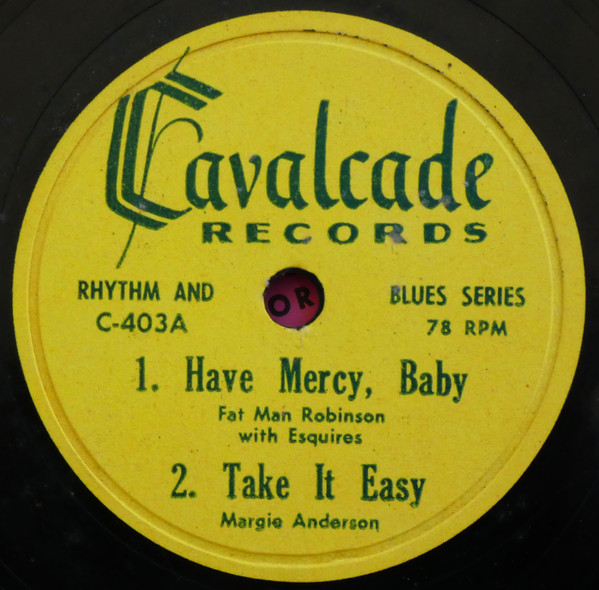 Cavalcade
RECORDS
RHYTHM AND BLUES SERIES
C-403A 78 RPM
OR
1. Have Mercy, Baby
Fat Man Robinson
with Esquires
2. Take It Easy
Margie Anderson